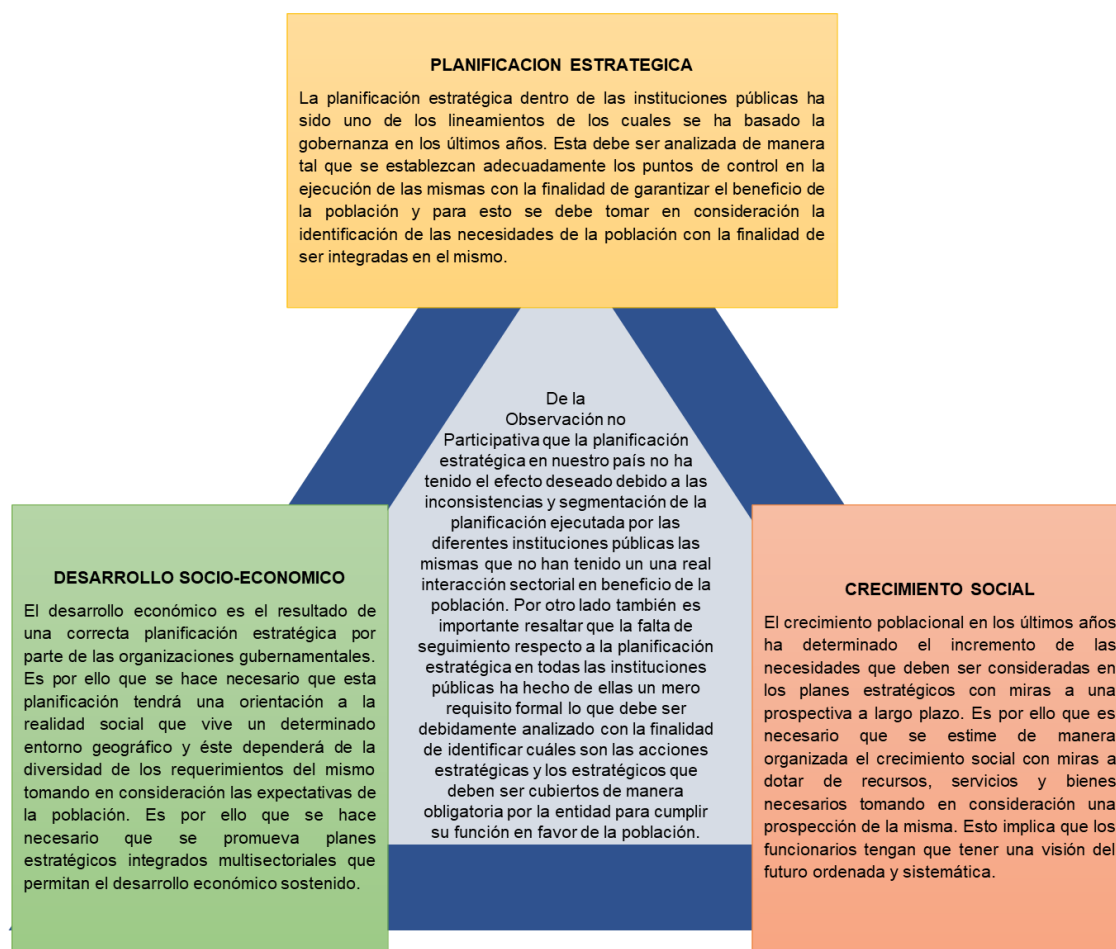 PLANIFICACION ESTRATEGICA
La planificación estratégica dentro de las instituciones públicas ha
sido uno de los lineamientos de los cuales se ha basado la
gobernanza en los últimos años. Esta debe ser analizada de manera
tal que se establezcan adecuadamente los puntos de control en la
ejecución de las mismas con la finalidad de garantizar el beneficio de
la población y para esto se debe tomar en consideración la
identificación de las necesidades de la población con la finalidad de
ser integradas en el mismo.
De la
Observación no
Participativa que la planificación
estratégica en nuestro país no ha
tenido el efecto deseado debido a las
inconsistencias y segmentación de la
planificación ejecutada por las
diferentes instituciones públicas las
mismas que no han tenido un una real
interacción sectorial en beneficio de la
población. Por otro lado también es
importante resaltar que la falta de
seguimiento respecto a la planificación
estratégica en todas las instituciones
públicas ha hecho de ellas un mero
requisito formal lo que debe ser
debidamente analizado con la finalidad
de identificar cuáles son las acciones
estratégicas y los estratégicos que
deben ser cubiertos de manera
obligatoria por la entidad para cumplir
su función en favor de la población.
DESARROLLO SOCIO-ECONOMICO
El desarrollo económico es el resultado de
una correcta planificación estratégica por
parte de las organizaciones gubernamentales.
Es por ello que se hace necesario que esta
planificación tendrá una orientación a la
realidad social que vive un determinado
entorno geográfico y éste dependerá de la
diversidad de los requerimientos del mismo
tomando en consideración las expectativas de
la población. Es por ello que se hace
necesario que se promueva planes
estratégicos integrados multisectoriales que
permitan el desarrollo económico sostenido.
CRECIMIENTO SOCIAL
El crecimiento poblacional en los últimos años
ha determinado el incremento de las
necesidades que deben ser consideradas en
los planes estratégicos con miras a una
prospectiva a largo plazo. Es por ello que es
necesario que se estime de manera
organizada el crecimiento social con miras a
dotar de recursos, servicios y bienes
necesarios tomando en consideración una
prospección de la misma. Esto implica que los
funcionarios tengan que tener una visión del
futuro ordenada y sistemática.